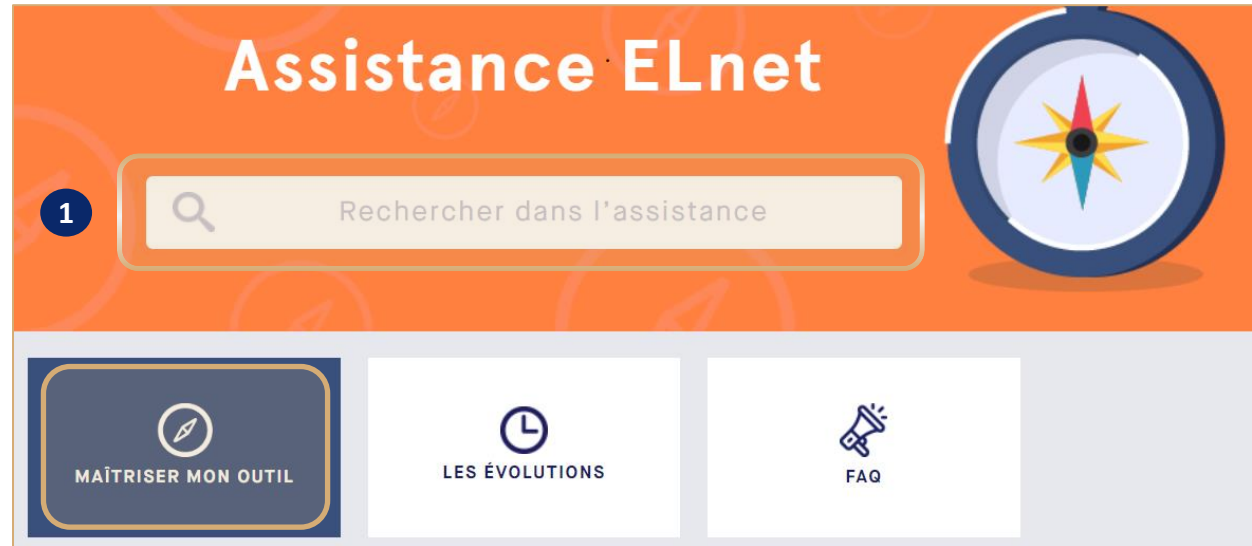 Assistance ELnet
1
Rechercher dans l'assistance
MAÎTRISER MON OUTIL
LES ÉVOLUTIONS
FAQ